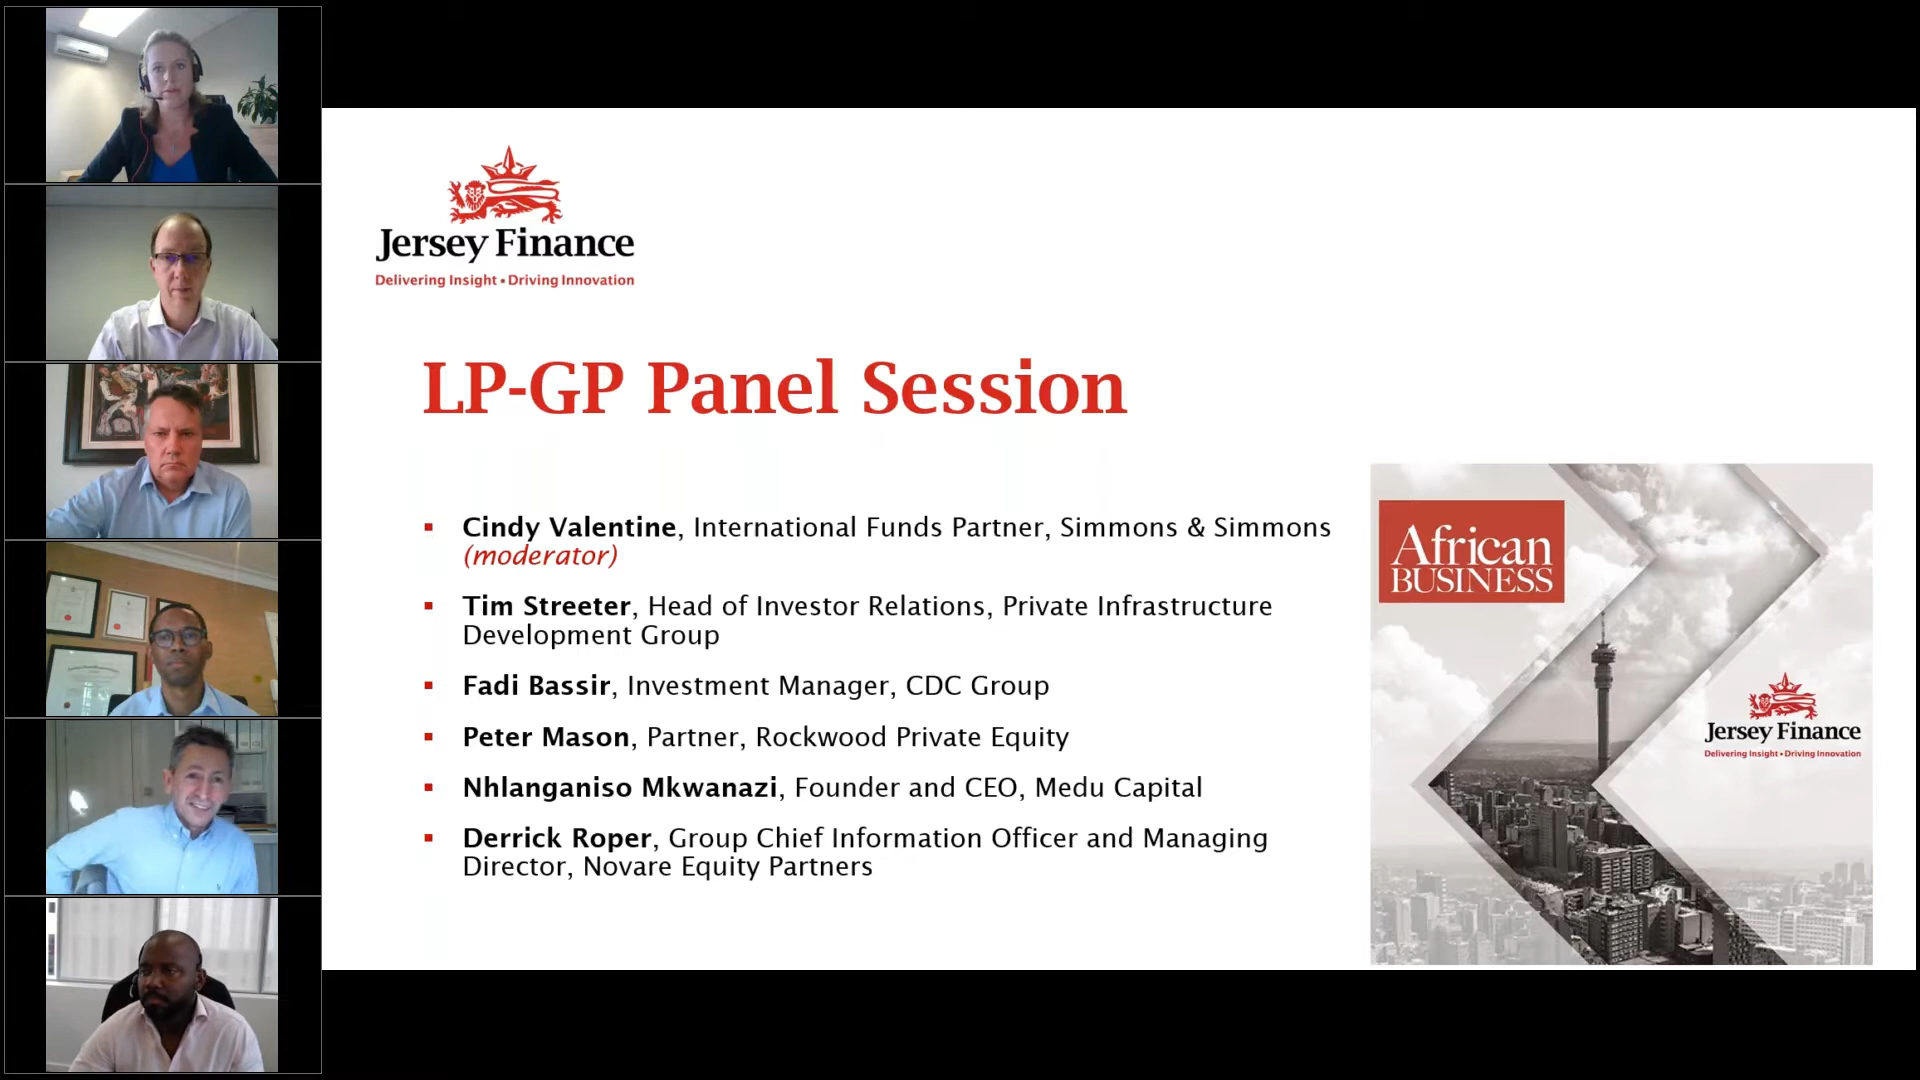 Jersey Finance
Delivering Insight • Driving Innovation
LP-GP Panel Session
▪ Cindy Valentine, International Funds Partner, Simmons & Simmons
(moderator)
▪ Tim Streeter, Head of Investor Relations, Private Infrastructure
Development Group
▪ Fadi Bassir, Investment Manager, CDC Group
▪ Peter Mason, Partner, Rockwood Private Equity
▪ Nhlanganiso Mkwanazi, Founder and CEO, Medu Capital
▪ Derrick Roper, Group Chief Information Officer and Managing
Director, Novare Equity Partners
African
BUSINESS
Jersey Finance
Delivering Insight • Driving Innovation